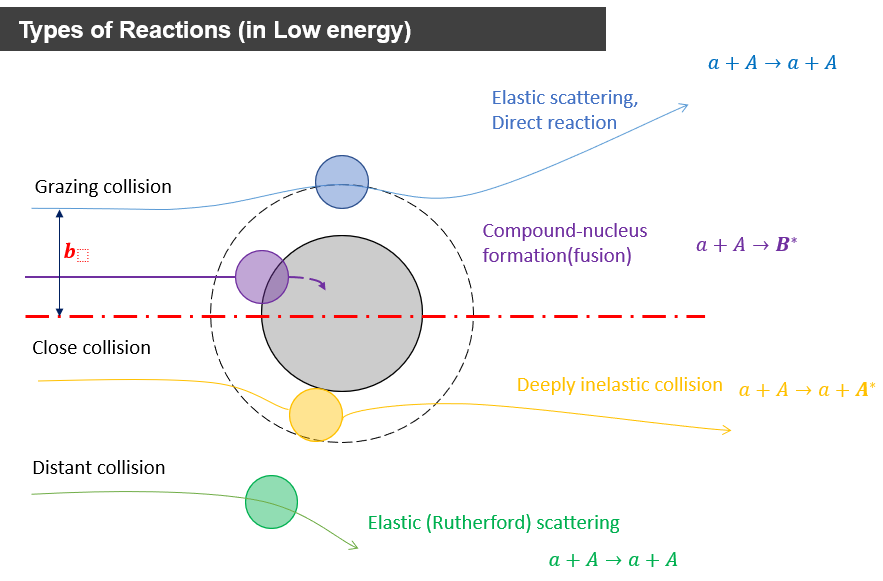 Types of Reactions (in Low energy)
a + A → a + A
Elastic scattering,
Direct reaction
Grazing collision
Compound-nucleus
formation(fusion)
a + A → B*
b
Close collision
Deeply inelastic collision
a + A → a + A*
Distant collision
Elastic (Rutherford) scattering
a + A → a + A